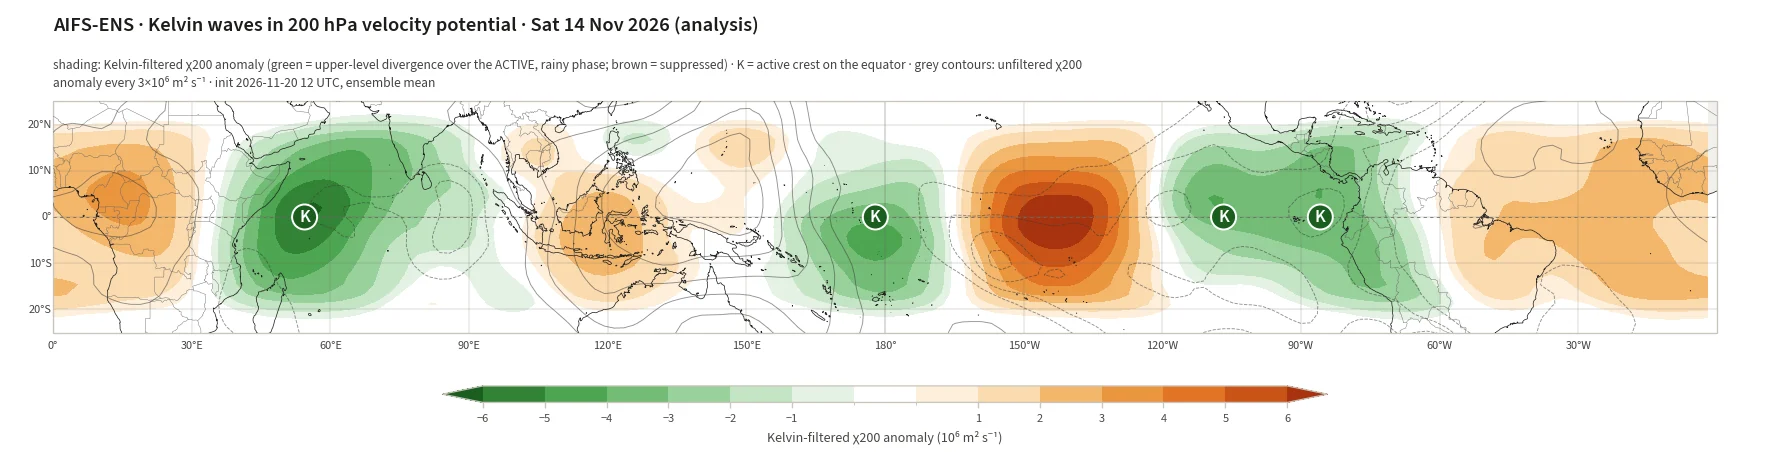 AIFS-ENS · Kelvin waves in 200 hPa velocity potential · Sat 14 Nov 2026 (analysis)
shading: Kelvin-filtered χ200 anomaly (green = upper-level divergence over the ACTIVE, rainy phase; brown = suppressed) · K = active crest on the equator · grey contours: unfiltered χ200
anomaly every 3×10⁶ m² s⁻¹ · init 2026-11-20 12 UTC, ensemble mean
20°N
10°N
0°
10°S
20°S
K K K K
0° 30°E 60°E 90°E 120°E 150°E 180° 150°W 120°W 90°W 60°W 30°W
−6 −5 −4 −3 −2 −1 1 2 3 4 5 6
Kelvin-filtered χ200 anomaly (10⁶ m² s⁻¹)